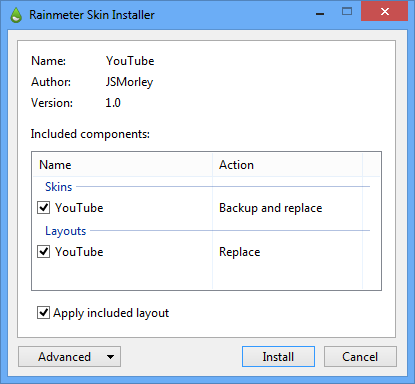 Rainmeter Skin Installer
Name: YouTube
Author: JSMorley
Version: 1.0
Included components:
Name Action
Skins
YouTube Backup and replace
Layouts
YouTube Replace
Apply included layout
Advanced Install Cancel